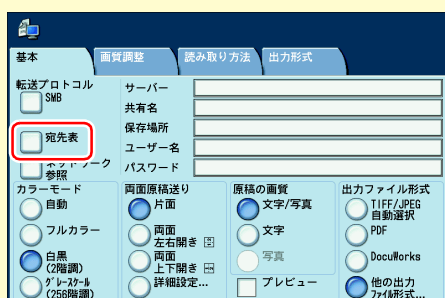 基本
画質調整
読み取り方法
出力形式
転送プロトコル
SMB
宛先表
ネットワーク
参照
サーバー
共有名
保存場所
ユーザー名
パスワード
カラーモード
自動
フルカラー
白黒
(2階調)
グレースケール
(256階調)
両面原稿送り
片面
両面
左右開き
両面
上下開き
詳細設定...
原稿の画質
文字/写真
文字
写真
プレビュー
出力ファイル形式
TIFF/JPEG
自動選択
PDF
DocuWorks
他の出力
ファイル形式...